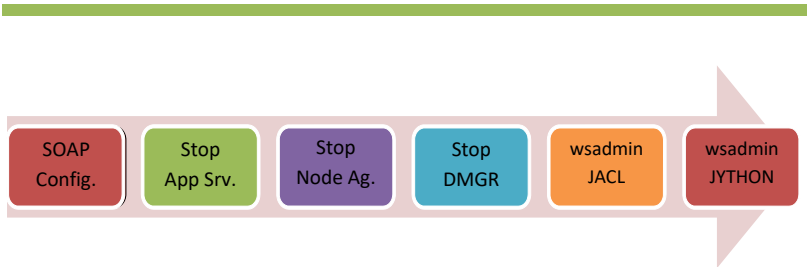 SOAP
Config.
Stop
App Srv.
Stop
Node Ag.
Stop
DMGR
wsadmin
JACL
wsadmin
JYTHON